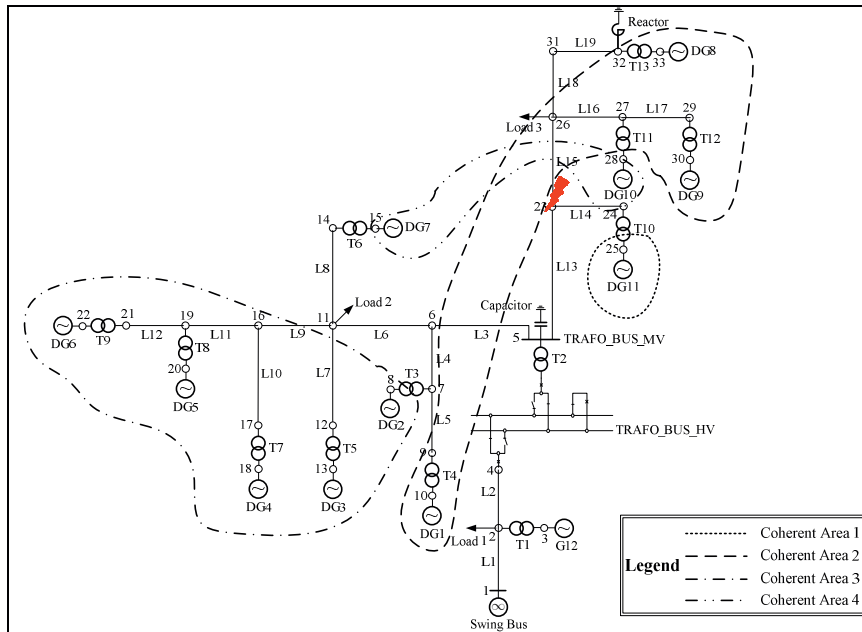 Reactor
31
L19
32
T13
33
DG8
L18
L16
27
L17
29
Load 3
26
T11
T12
L15
28
30
DG10
DG9
L14
24
14
15
T6
DG7
T10
25
L8
L13
DG11
Load 2
Capacitor
22
21
19
16
11
6
L12
L11
L9
L6
L3
5
TRAFO_BUS_MV
DG6
T9
T8
T3
L4
T2
20
L10
L7
8
7
DG5
DG2
L5
17
12
TRAFO_BUS_HV
T7
T5
9
18
13
T4
4
10
L2
DG4
DG3
DG1
Load 1
2
T1
3
G12
L1
1
Swing Bus
Legend
Coherent Area 1
Coherent Area 2
Coherent Area 3
Coherent Area 4